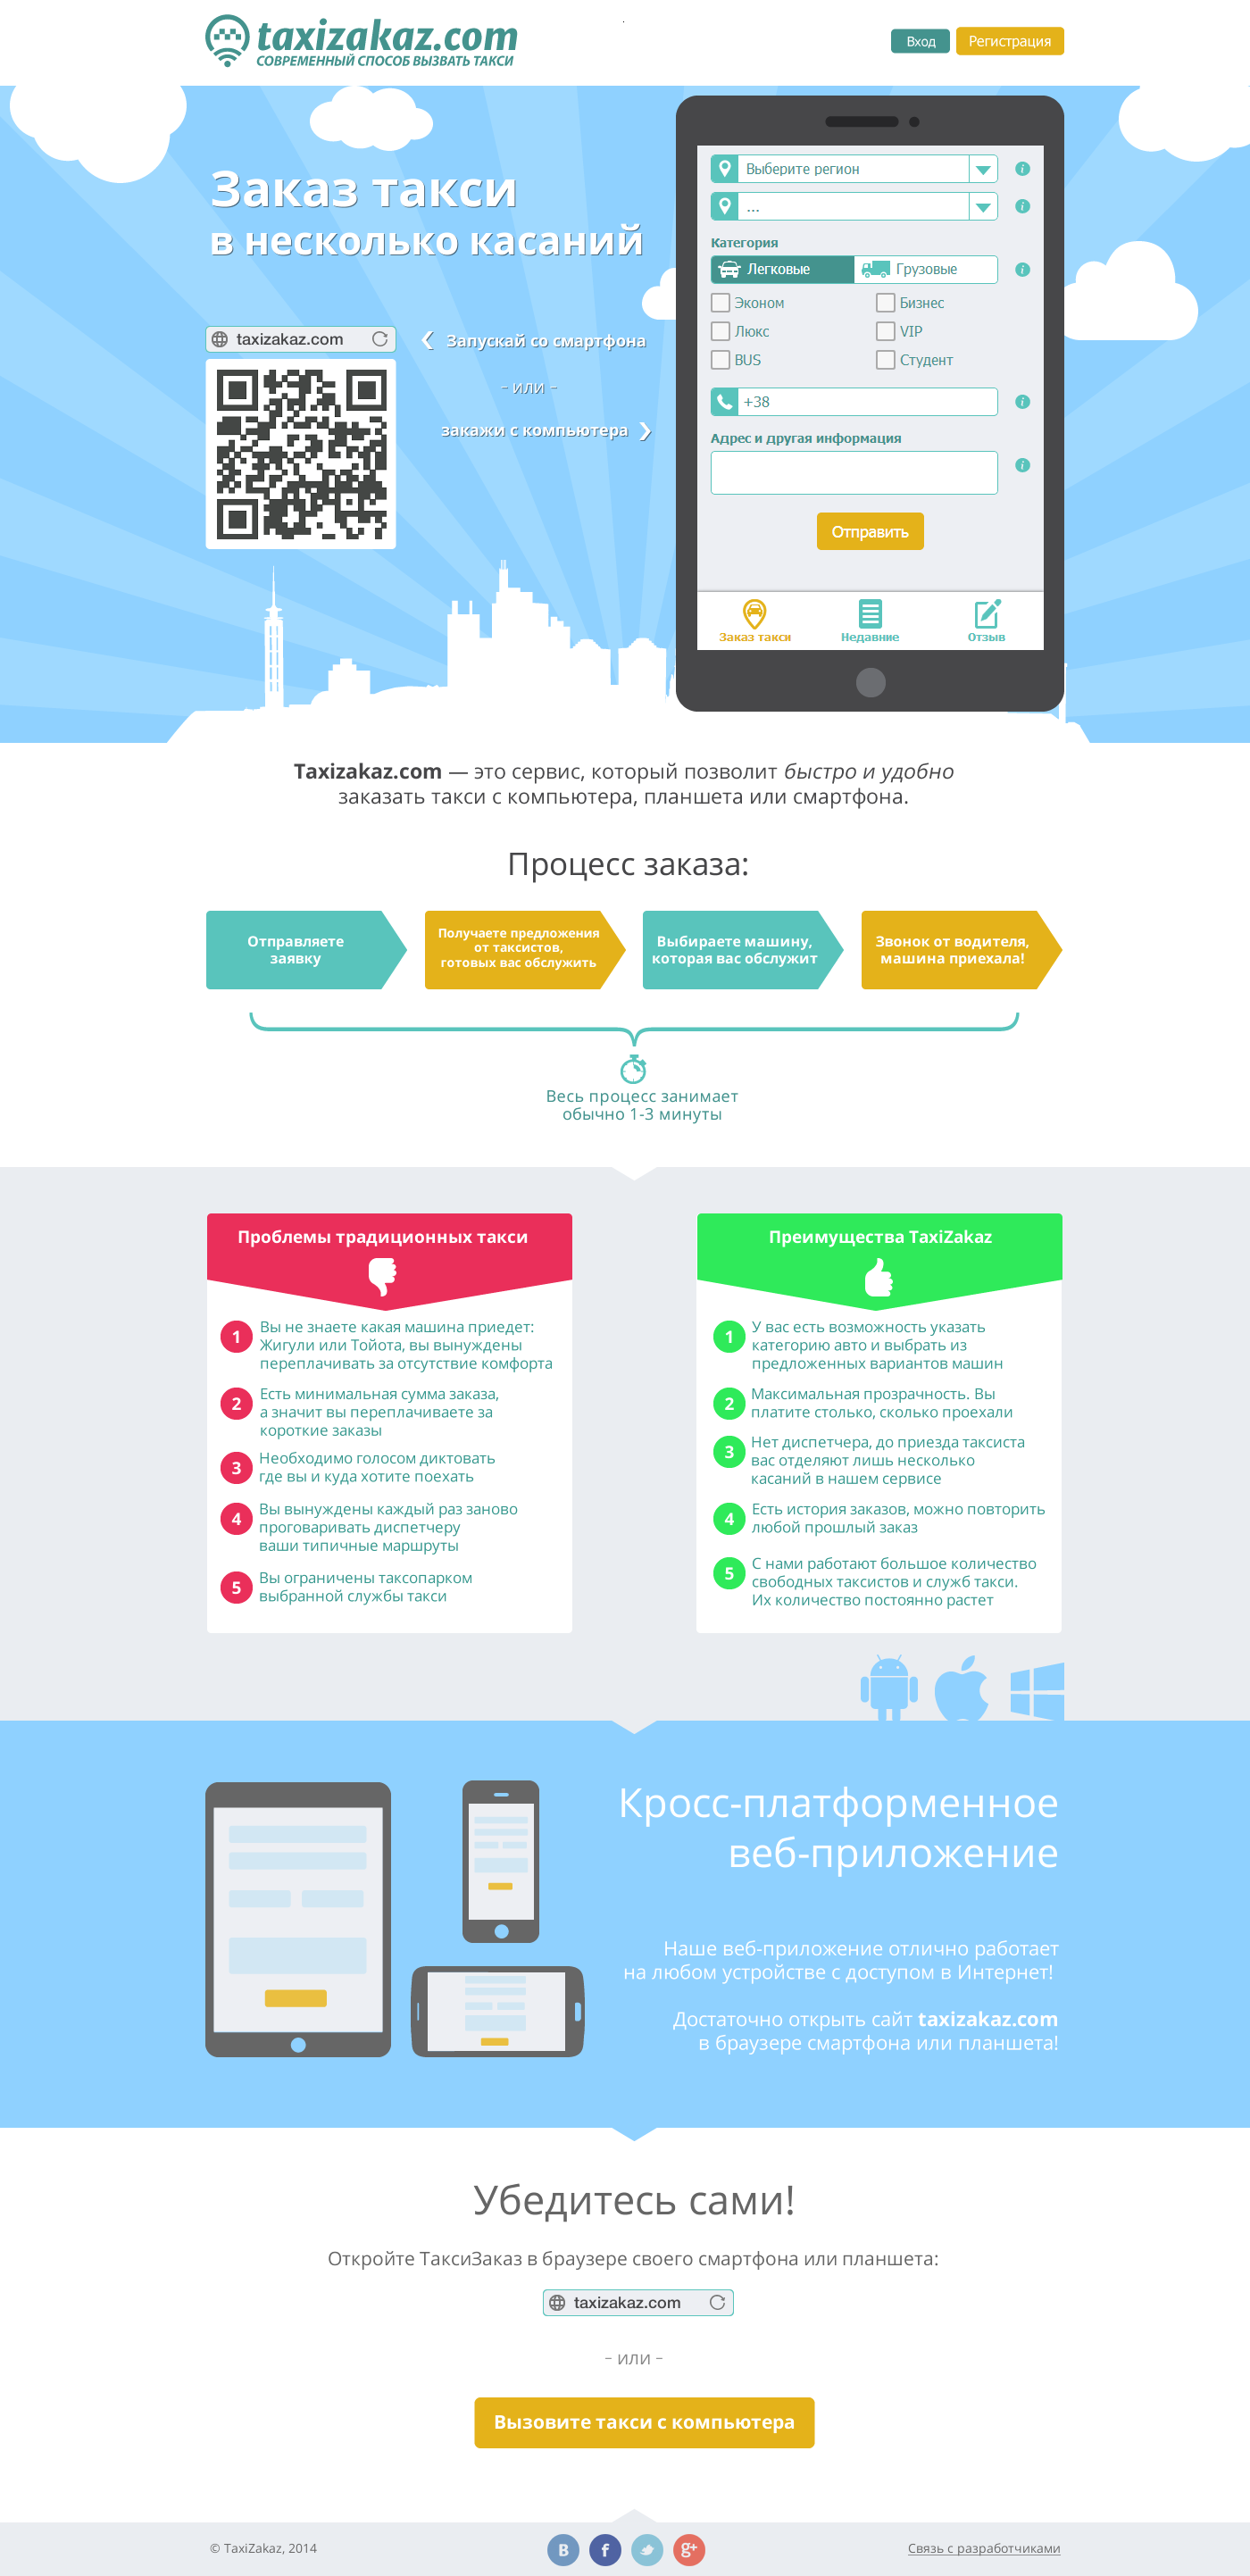 taxizakaz.com
СОВРЕМЕННЫЙ СПОСОБ ВЫЗВАТЬ ТАКСИ
Вход
Регистрация
Заказ такси
в несколько касаний
taxizakaz.com
Запускай со смартфона
- или -
закажи с компьютера
Выберите регион
...
Категория
Легковые
Грузовые
Эконом
Бизнес
Люкс
VIP
BUS
Студент
+38
Адрес и другая информация
Отправить
Заказ такси
Недавние
Отзыв
Taxizakaz.com — это сервис, который позволит быстро и удобно
заказать такси с компьютера, планшета или смартфона.
Процесс заказа:
Отправляете
заявку
Получаете предложения
от таксистов,
готовых вас обслужить
Выбираете машину,
которая вас обслужит
Звонок от водителя,
машина приехала!
Весь процесс занимает
обычно 1-3 минуты
Проблемы традиционных такси
1 Вы не знаете какая машина приедет:
Жигули или Тойота, вы вынуждены
переплачивать за отсутствие комфорта
2 Есть минимальная сумма заказа,
а значит вы переплачиваете за
короткие заказы
3 Необходимо голосом диктовать
где вы и куда хотите поехать
4 Вы вынуждены каждый раз заново
проговаривать диспетчеру
ваши типичные маршруты
5 Вы ограничены таксопарком
выбранной службы такси
Преимущества TaxiZakaz
1 У вас есть возможность указать
категорию авто и выбрать из
предложенных вариантов машин
2 Максимальная прозрачность. Вы
платите столько, сколько проехали
3 Нет диспетчера, до приезда таксиста
вас отделяют лишь несколько
касаний в нашем сервисе
4 Есть история заказов, можно повторить
любой прошлый заказ
5 С нами работают большое количество
свободных таксистов и служб такси.
Их количество постоянно растет
Кросс-платформенное
веб-приложение
Наше веб-приложение отлично работает
на любом устройстве с доступом в Интернет!
Достаточно открыть сайт taxizakaz.com
в браузере смартфона или планшета!
Убедитесь сами!
Откройте ТаксиЗаказ в браузере своего смартфона или планшета:
taxizakaz.com
- или -
Вызовите такси с компьютера
© TaxiZakaz, 2014
B f g+
Связь с разработчиками